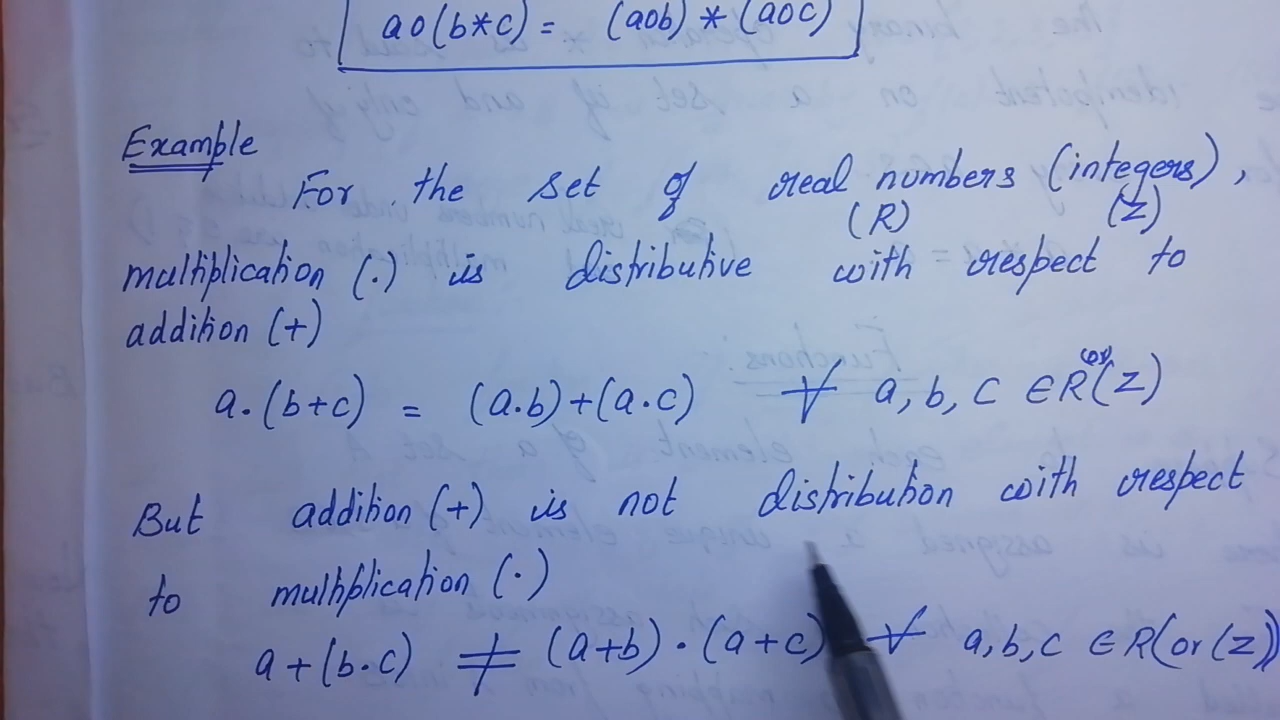 a o (b * c) = (a o b) * (a o c)
Example
For the set of real numbers (integers),
(R) (Z)
multiplication (.) is distributive with respect to
addition (+)
a . (b + c) = (a . b) + (a . c) ∀ a, b, c ∈ R (or) (Z)
But addition (+) is not distribution with respect
to multiplication (.)
a + (b . c) ≠ (a + b) . (a + c) ∀ a, b, c ∈ R (or (Z))